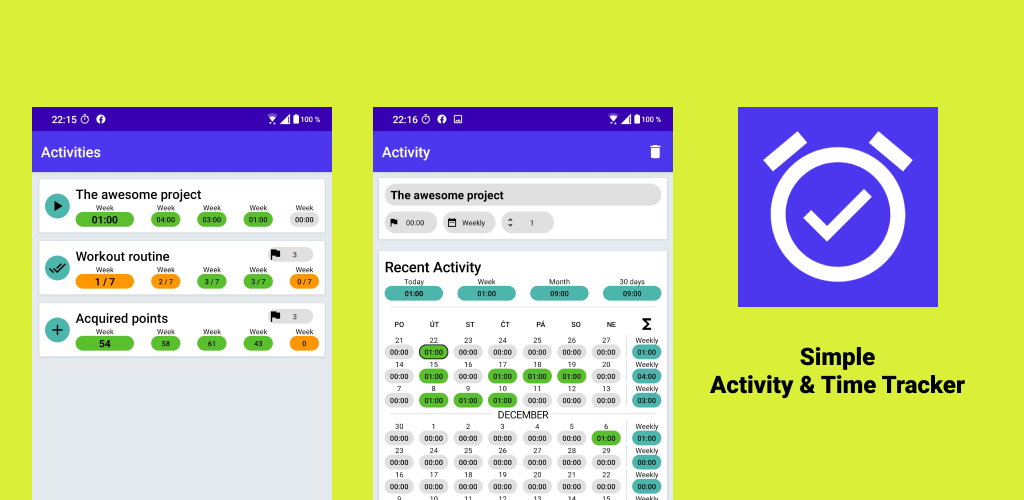 22:15
100 %
Activities
The awesome project
Week Week Week Week Week
01:00 04:00 03:00 01:00 00:00
Workout routine
3
Week Week Week Week Week
1 / 7 2 / 7 3 / 7 3 / 7 0 / 7
Acquired points
3
Week Week Week Week Week
54 58 61 43 0
22:16
100 %
Activity
The awesome project
00:00 Weekly 1
Recent Activity
Today Week Month 30 days
01:00 01:00 09:00 09:00
PO ÚT ST ČT PÁ SO NE Σ
21 22 23 24 25 26 27 Weekly
00:00 01:00 00:00 00:00 00:00 00:00 00:00 01:00
14 15 16 17 18 19 20 Weekly
00:00 01:00 00:00 01:00 01:00 01:00 00:00 04:00
7 8 9 10 11 12 13 Weekly
00:00 01:00 01:00 01:00 00:00 00:00 00:00 03:00
DECEMBER
30 1 2 3 4 5 6 Weekly
00:00 00:00 00:00 00:00 00:00 00:00 01:00 01:00
23 24 25 26 27 28 29 Weekly
00:00 00:00 00:00 00:00 00:00 00:00 00:00 00:00
16 17 18 19 20 21 22 Weekly
00:00 00:00 00:00 00:00 00:00 00:00 00:00 00:00
9 10 11 12 13 14 15 Weekly
Simple
Activity & Time Tracker